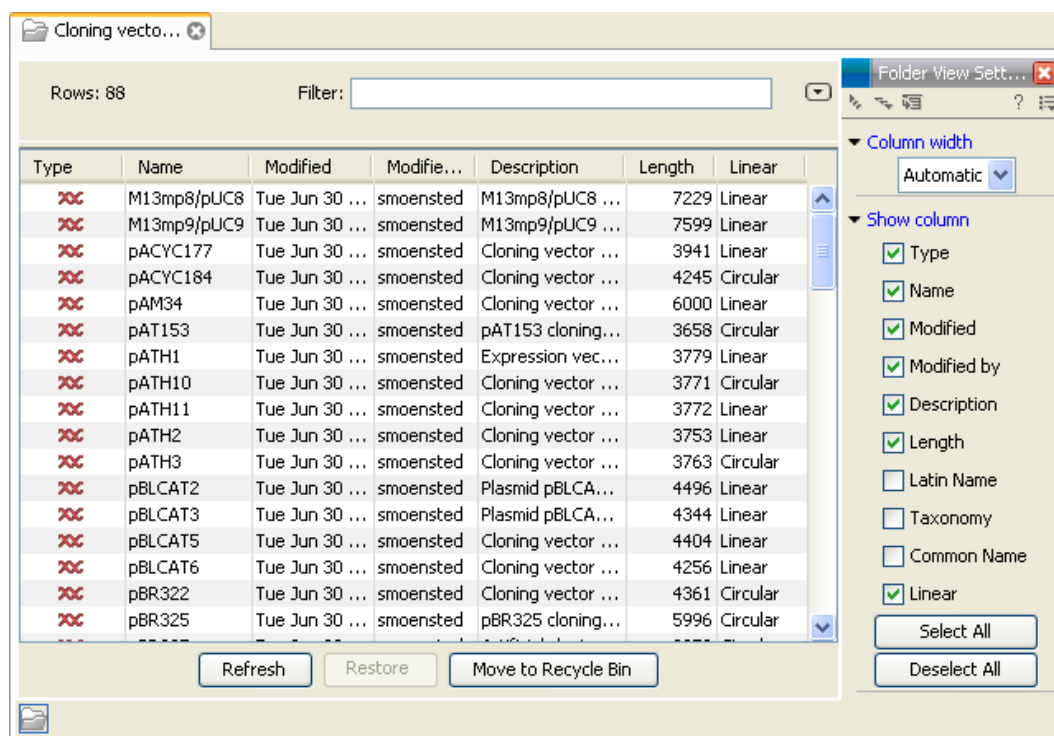 Cloning vecto...
Rows: 88 Filter:
Type Name Modified Modifie... Description Length Linear
M13mp8/pUC8 Tue Jun 30 ... smoensted M13mp8/pUC8 ... 7229 Linear
M13mp9/pUC9 Tue Jun 30 ... smoensted M13mp9/pUC9 ... 7599 Linear
pACYC177 Tue Jun 30 ... smoensted Cloning vector ... 3941 Linear
pACYC184 Tue Jun 30 ... smoensted Cloning vector ... 4245 Circular
pAM34 Tue Jun 30 ... smoensted Cloning vector ... 6000 Linear
pAT153 Tue Jun 30 ... smoensted pAT153 cloning... 3658 Circular
pATH1 Tue Jun 30 ... smoensted Expression vec... 3779 Linear
pATH10 Tue Jun 30 ... smoensted Cloning vector ... 3771 Circular
pATH11 Tue Jun 30 ... smoensted Cloning vector ... 3772 Linear
pATH2 Tue Jun 30 ... smoensted Cloning vector ... 3753 Linear
pATH3 Tue Jun 30 ... smoensted Cloning vector ... 3763 Circular
pBLCAT2 Tue Jun 30 ... smoensted Plasmid pBLCA... 4496 Linear
pBLCAT3 Tue Jun 30 ... smoensted Plasmid pBLCA... 4344 Linear
pBLCAT5 Tue Jun 30 ... smoensted Cloning vector ... 4404 Linear
pBLCAT6 Tue Jun 30 ... smoensted Cloning vector ... 4256 Linear
pBR322 Tue Jun 30 ... smoensted Cloning vector ... 4361 Circular
pBR325 Tue Jun 30 ... smoensted pBR325 cloning... 5996 Circular
Refresh Restore Move to Recycle Bin
Folder View Sett...
?
Column width
Automatic
Show column
Type
Name
Modified
Modified by
Description
Length
Latin Name
Taxonomy
Common Name
Linear
Select All
Deselect All